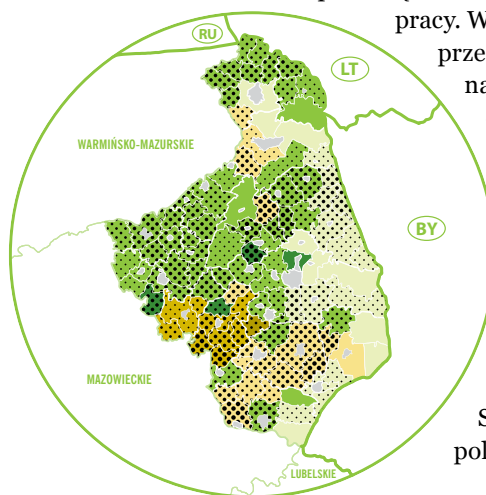 pracy. W
prze
na
RU
LT
WARMIŃSKO-MAZURSKIE
BY
MAZOWIECKIE
S
pol
LUBELSKIE